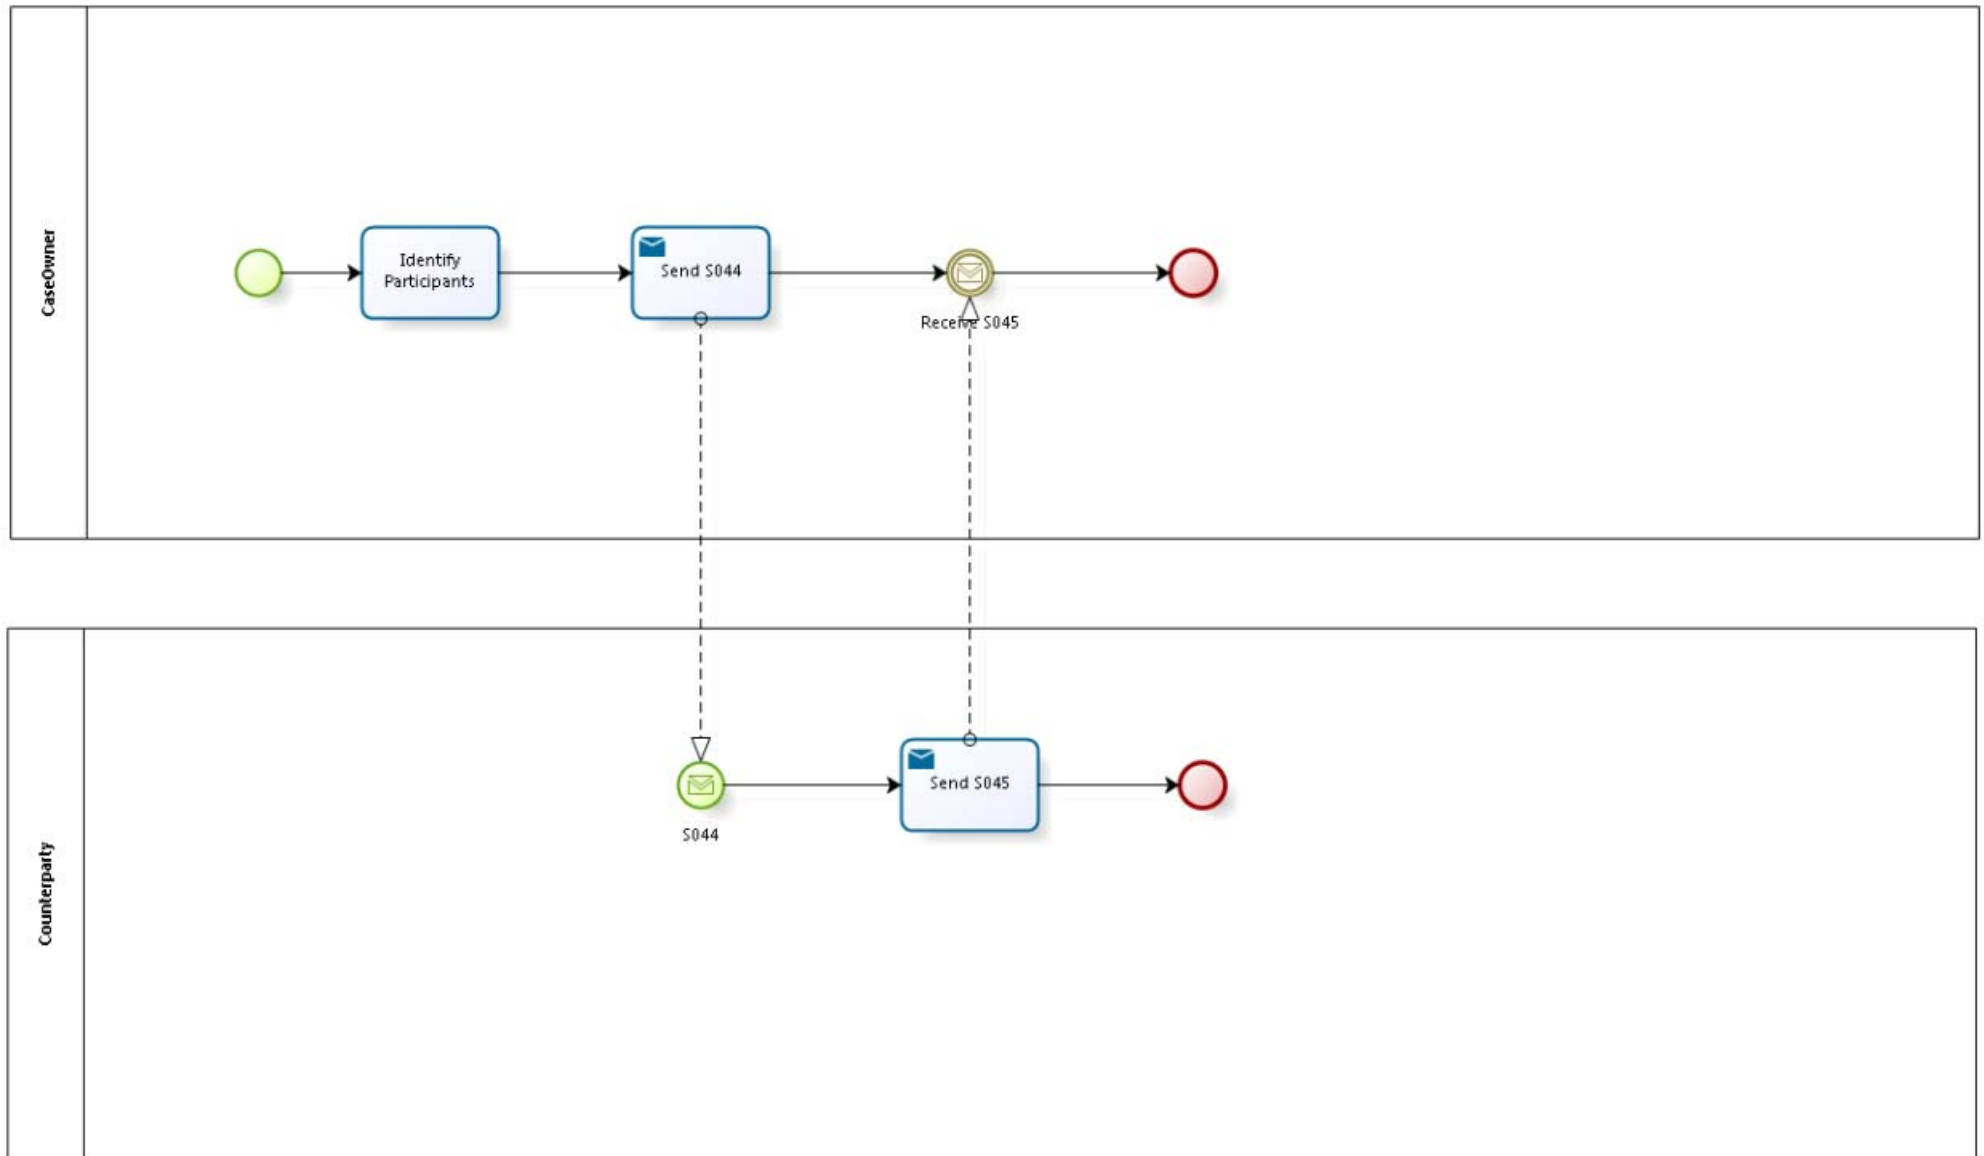 CaseOwner
Identify
Participants
Send S044
Receive S045
Counterparty
S044
Send S045